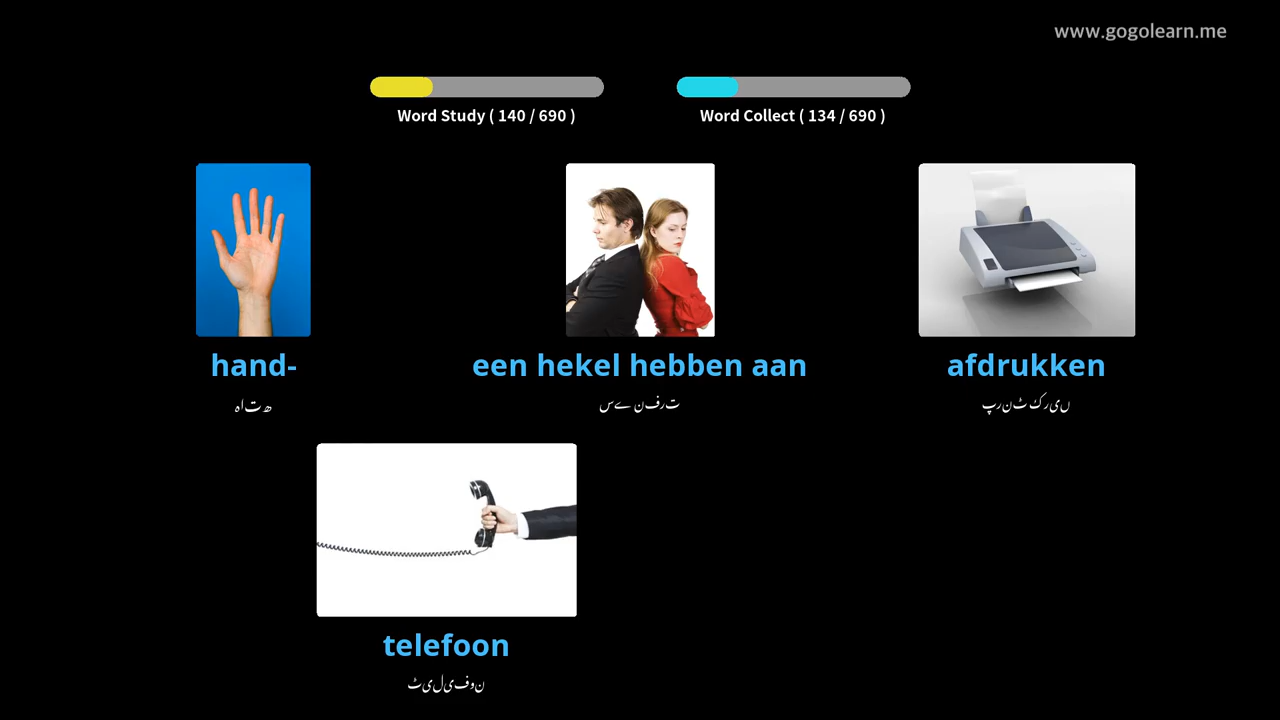 www.gogolearn.me
Word Study ( 140 / 690 )
Word Collect ( 134 / 690 )
hand-
ہاتھ
een hekel hebben aan
سے نفرت
afdrukken
پرنٹ کریں
telefoon
ٹیلیفون